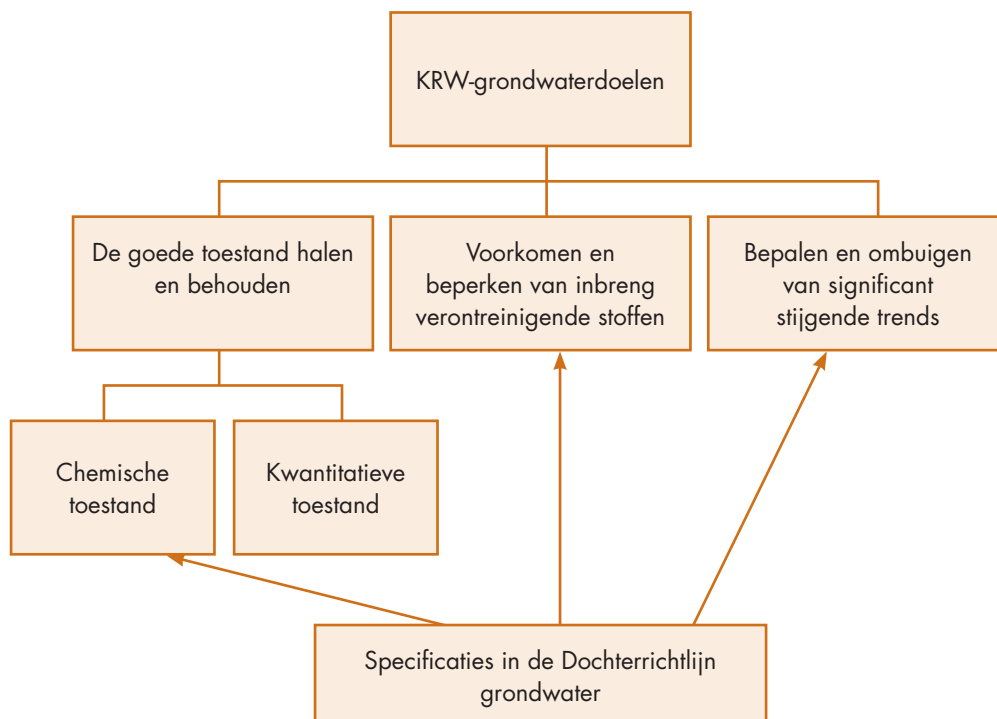 KRW-grondwaterdoelen
De goede toestand halen
en behouden
Voorkomen en
beperken van inbreng
verontreinigende stoffen
Bepalen en ombuigen
van significant
stijgende trends
Chemische
toestand
Kwantitatieve
toestand
Specificaties in de Dochterrichtlijn
grondwater